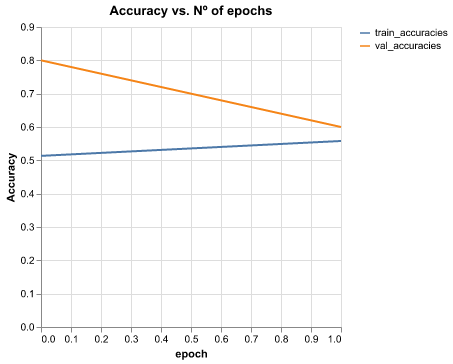 Accuracy vs. Nº of epochs
train_accuracies
val_accuracies
0.9
0.8
0.7
0.6
0.5
0.4
0.3
0.2
0.1
0.0
Accuracy
0.0 0.1 0.2 0.3 0.4 0.5 0.6 0.7 0.8 0.9 1.0
epoch